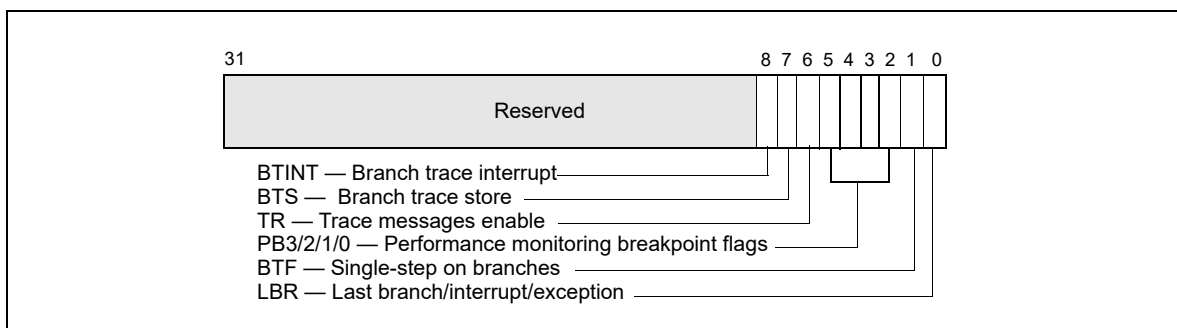 31 8 7 6 5 4 3 2 1 0
Reserved
BTINT — Branch trace interrupt
BTS — Branch trace store
TR — Trace messages enable
PB3/2/1/0 — Performance monitoring breakpoint flags
BTF — Single-step on branches
LBR — Last branch/interrupt/exception